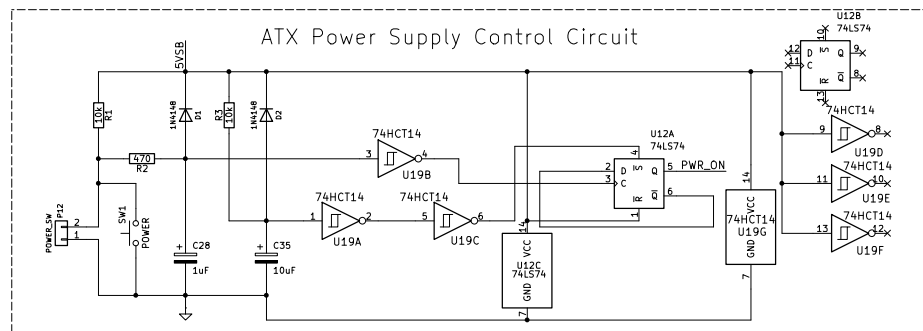 ATX Power Supply Control Circuit
U12B
74LS74
10
12
11
S
D
C
Q
Q
R
9
8
13
5VSB
10k
R1
1N4148
D1
R3
10k
1N4148
D2
470
R2
74HCT14
3
4
U19B
U12A
74LS74
4
2
3
S
D
C
Q
Q
R
5
6
1
PWR_ON
74HCT14
9
8
U19D
74HCT14
11
10
U19E
74HCT14
13
12
U19F
74HCT14
1
2
U19A
74HCT14
5
6
U19C
P12
POWER_SW
2
1
SW1
POWER
+
C28
1uF
+
C35
10uF
14
VCC
U12C
74LS74
GND
7
14
VCC
74HCT14
U19G
GND
7